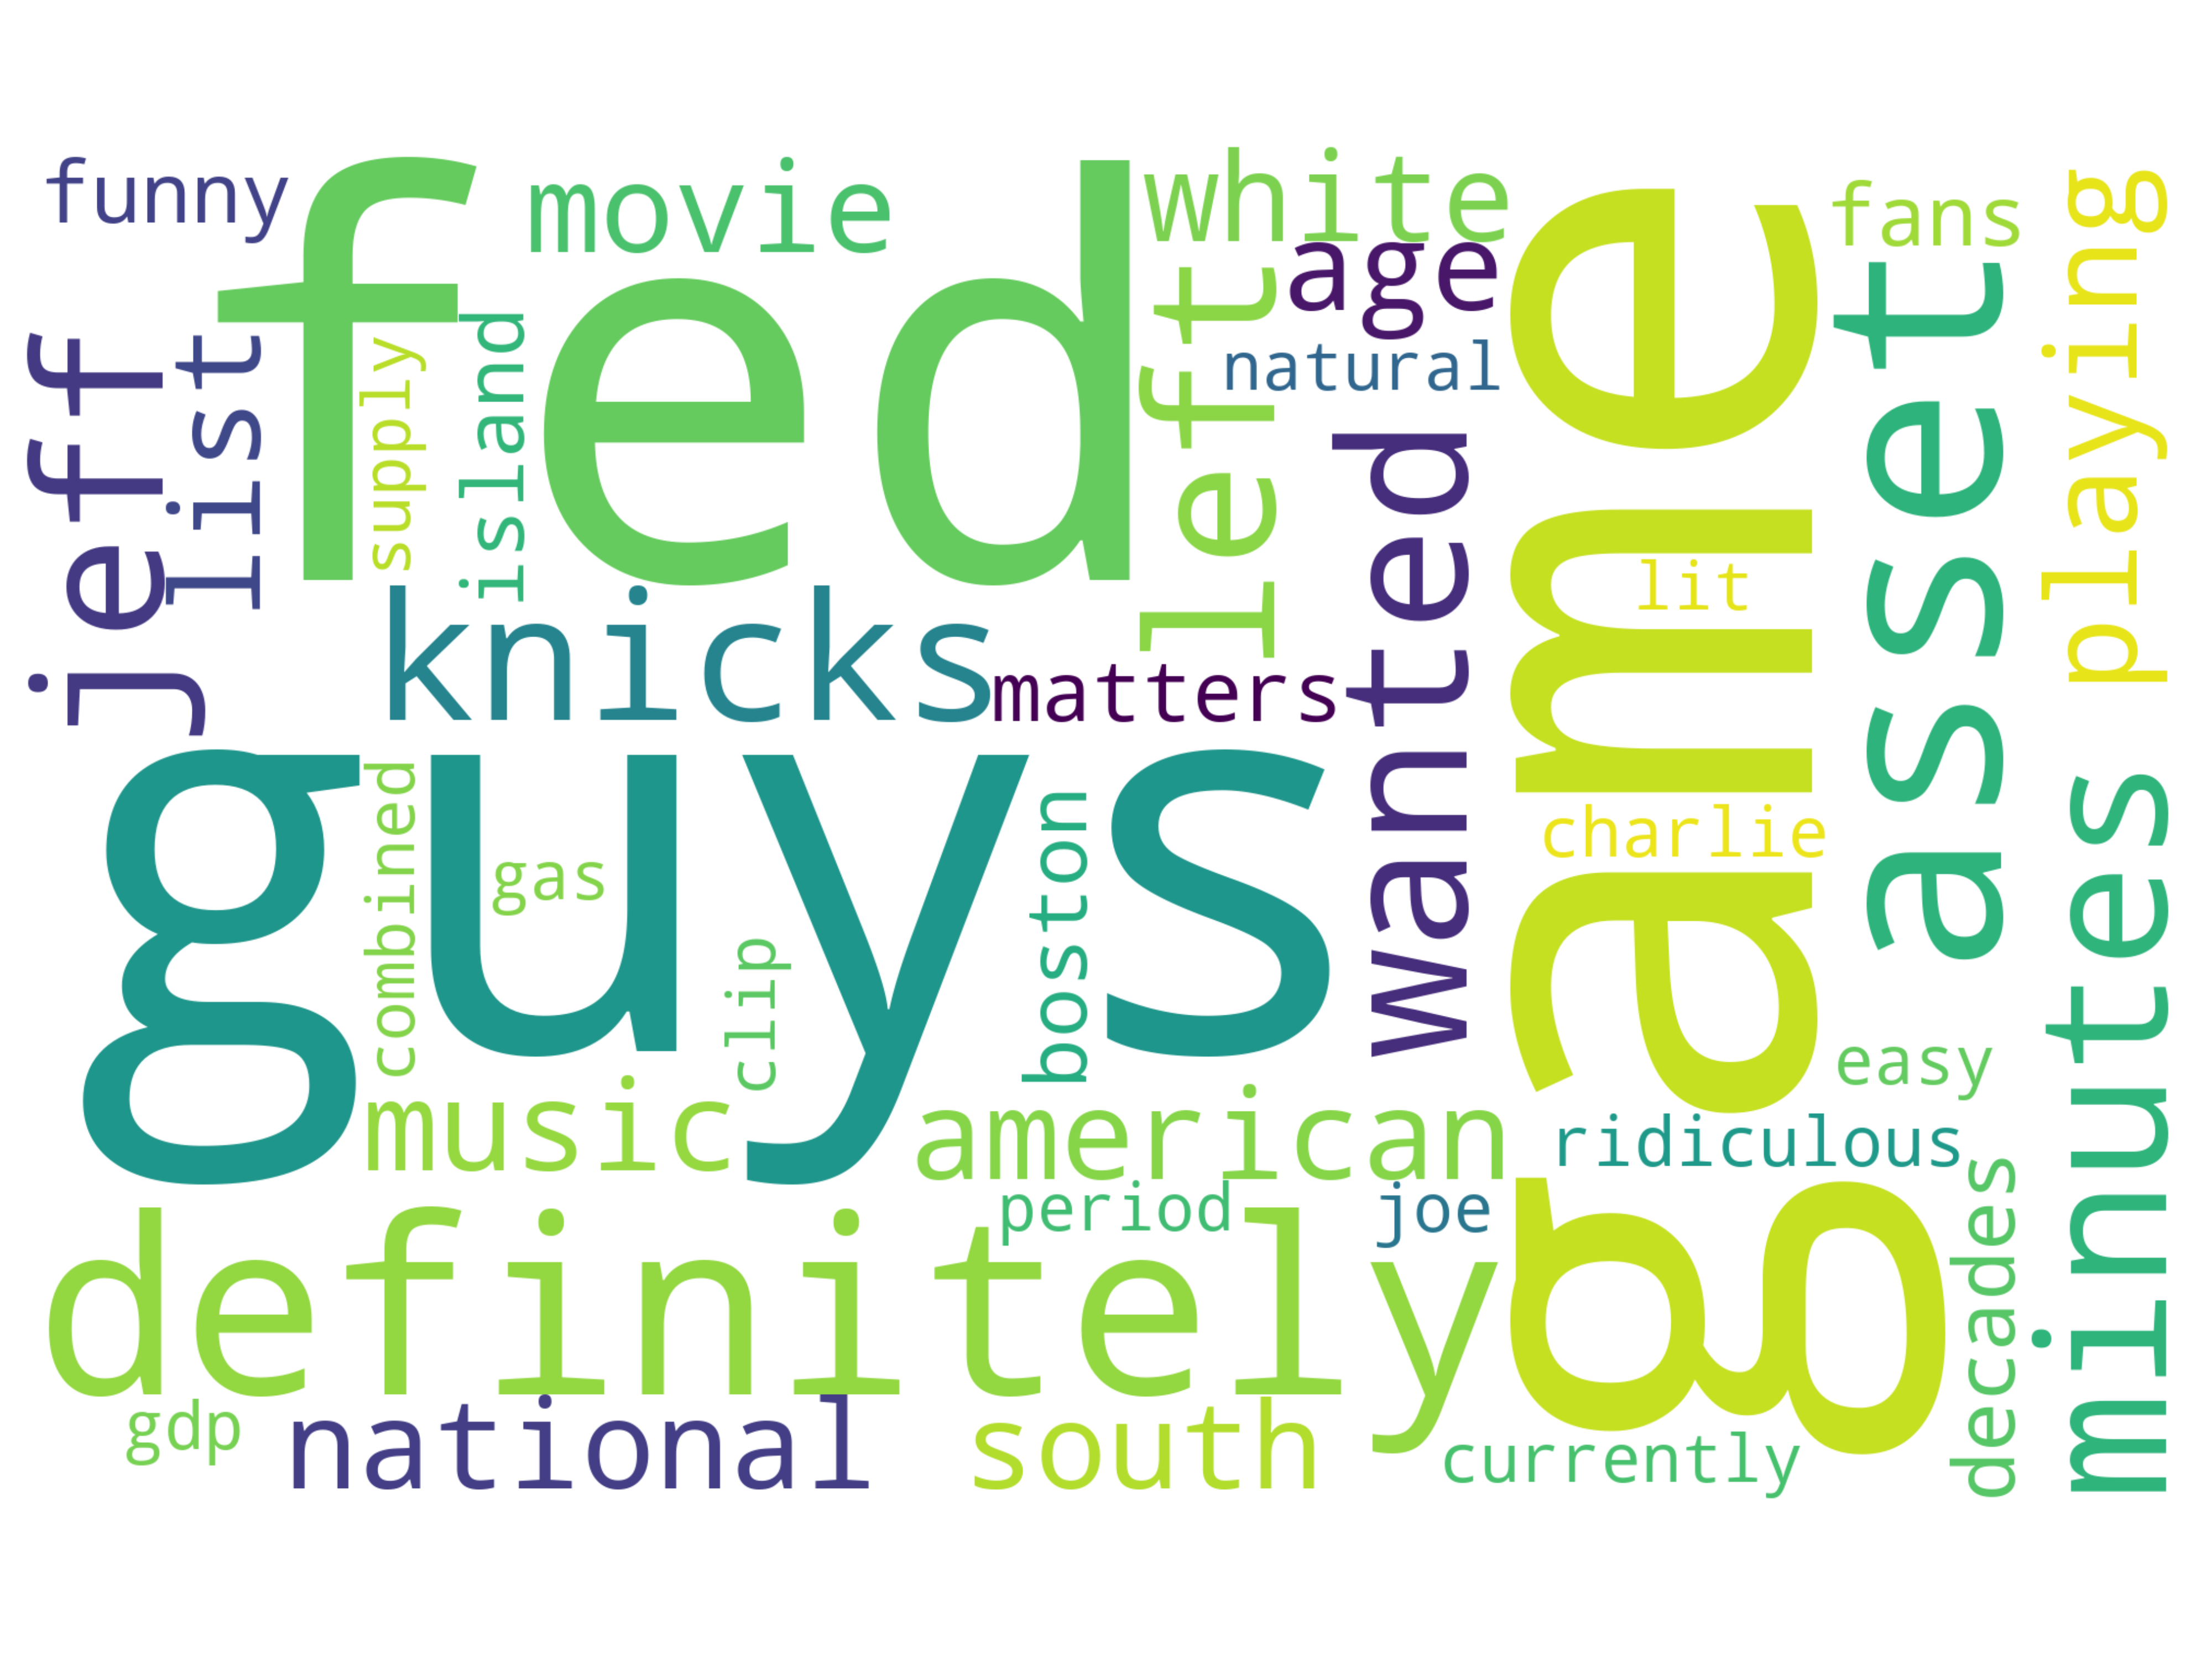 funny
movie
white
fans
fed
age
natural
jeff
list
supply
island
left
wanted
game
asset
playing
lit
knicks
matters
guys
combined
gas
clip
boston
charlie
minutes
easy
music
american
ridiculous
period
joe
definitely
decades
gdp
national
south
currently